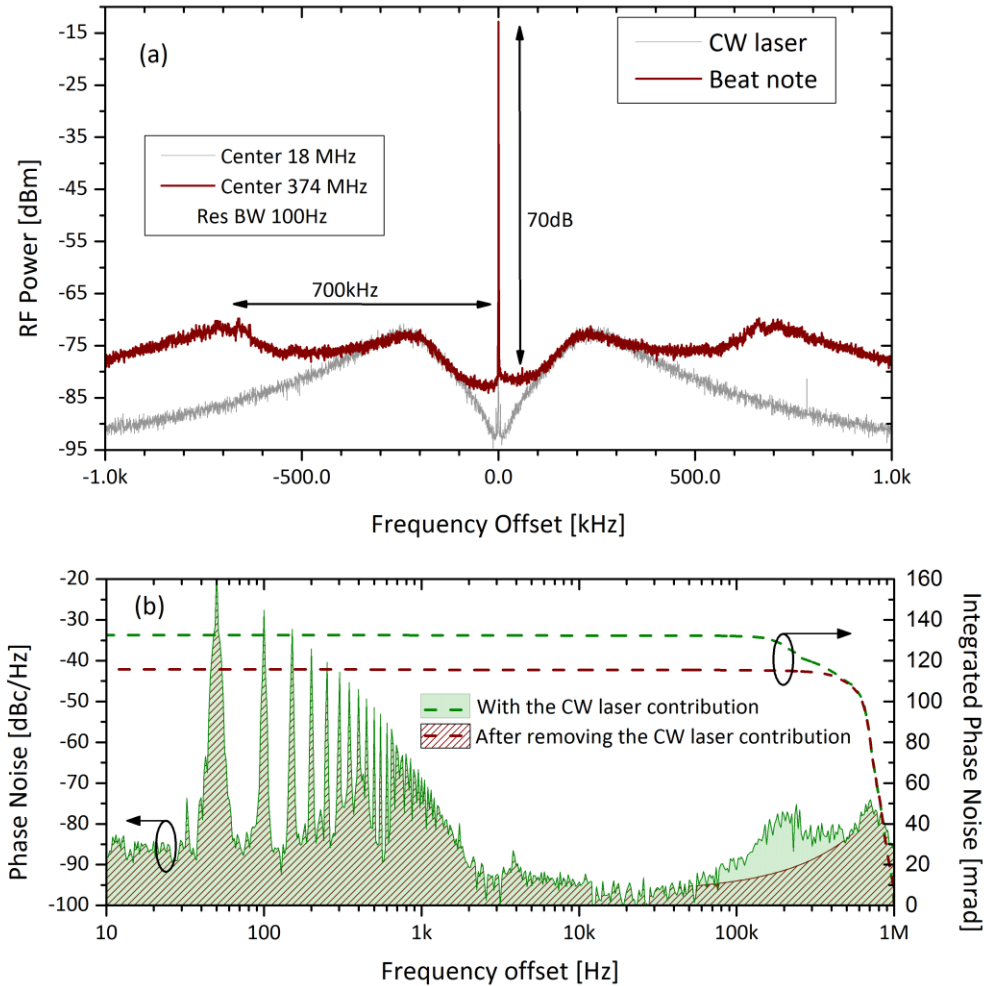 (a)
CW laser
Beat note
Center 18 MHz
Center 374 MHz
Res BW 100Hz
700kHz
70dB
RF Power [dBm]
-15
-25
-35
-45
-55
-65
-75
-85
-95
-1.0k -500.0 0.0 500.0 1.0k
Frequency Offset [kHz]
(b)
With the CW laser contribution
After removing the CW laser contribution
Phase Noise [dBc/Hz]
-20
-30
-40
-50
-60
-70
-80
-90
-100
160
140
120
100
80
60
40
20
0
Integrated Phase Noise [mrad]
10 100 1k 10k 100k 1M
Frequency offset [Hz]